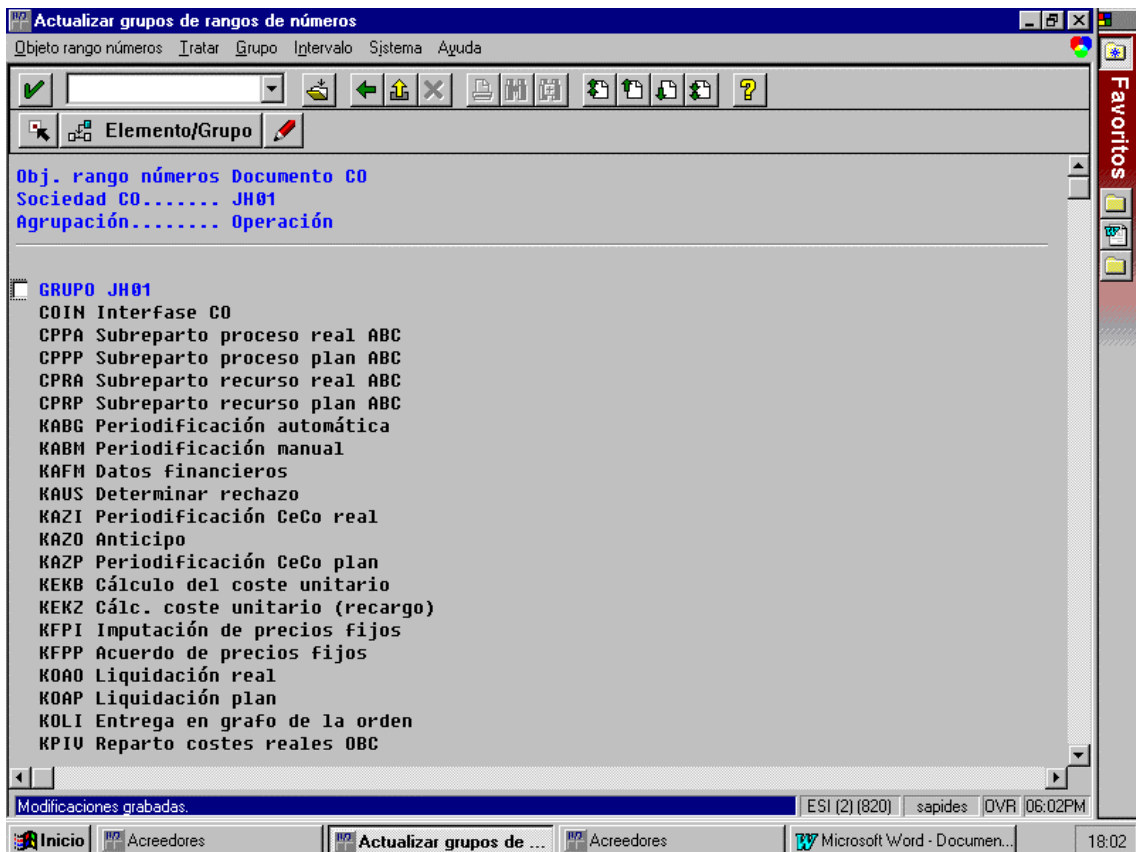 Actualizar grupos de rangos de números
Objeto rango números Tratar Grupo Intervalo Sistema Ayuda
Elemento/Grupo
Obj. rango números Documento CO
Sociedad CO....... JH01
Agrupación........ Operación
GRUPO JH01
COIN Interfase CO
CPPA Subreparto proceso real ABC
CPPP Subreparto proceso plan ABC
CPRA Subreparto recurso real ABC
CPRP Subreparto recurso plan ABC
KABG Periodificación automática
KABM Periodificación manual
KAFM Datos financieros
KAUS Determinar rechazo
KAZI Periodificación CeCo real
KAZO Anticipo
KAZP Periodificación CeCo plan
KEKB Cálculo del coste unitario
KEKZ Cálc. coste unitario (recargo)
KFPI Imputación de precios fijos
KFPP Acuerdo de precios fijos
KOAO Liquidación real
KOAP Liquidación plan
KOLI Entrega en grafo de la orden
KPIV Reparto costes reales OBC
Modificaciones grabadas.
ESI (2) (820) sapides OVR 06:02PM
Favoritos
Inicio Acreedores Actualizar grupos de ... Acreedores Microsoft Word - Documen... 18:02